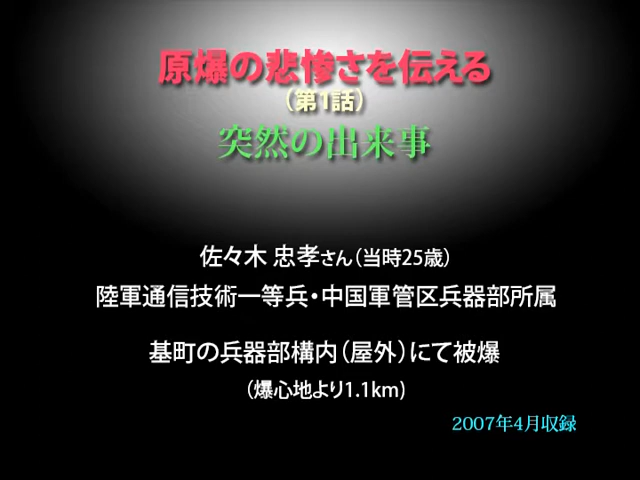 原爆の悲惨さを伝える
（第1話）
突然の出来事
佐々木 忠孝さん（当時25歳）
陸軍通信技術一等兵・中国軍管区兵器部所属
基町の兵器部構内（屋外）にて被爆
（爆心地より1.1km）
2007年4月収録